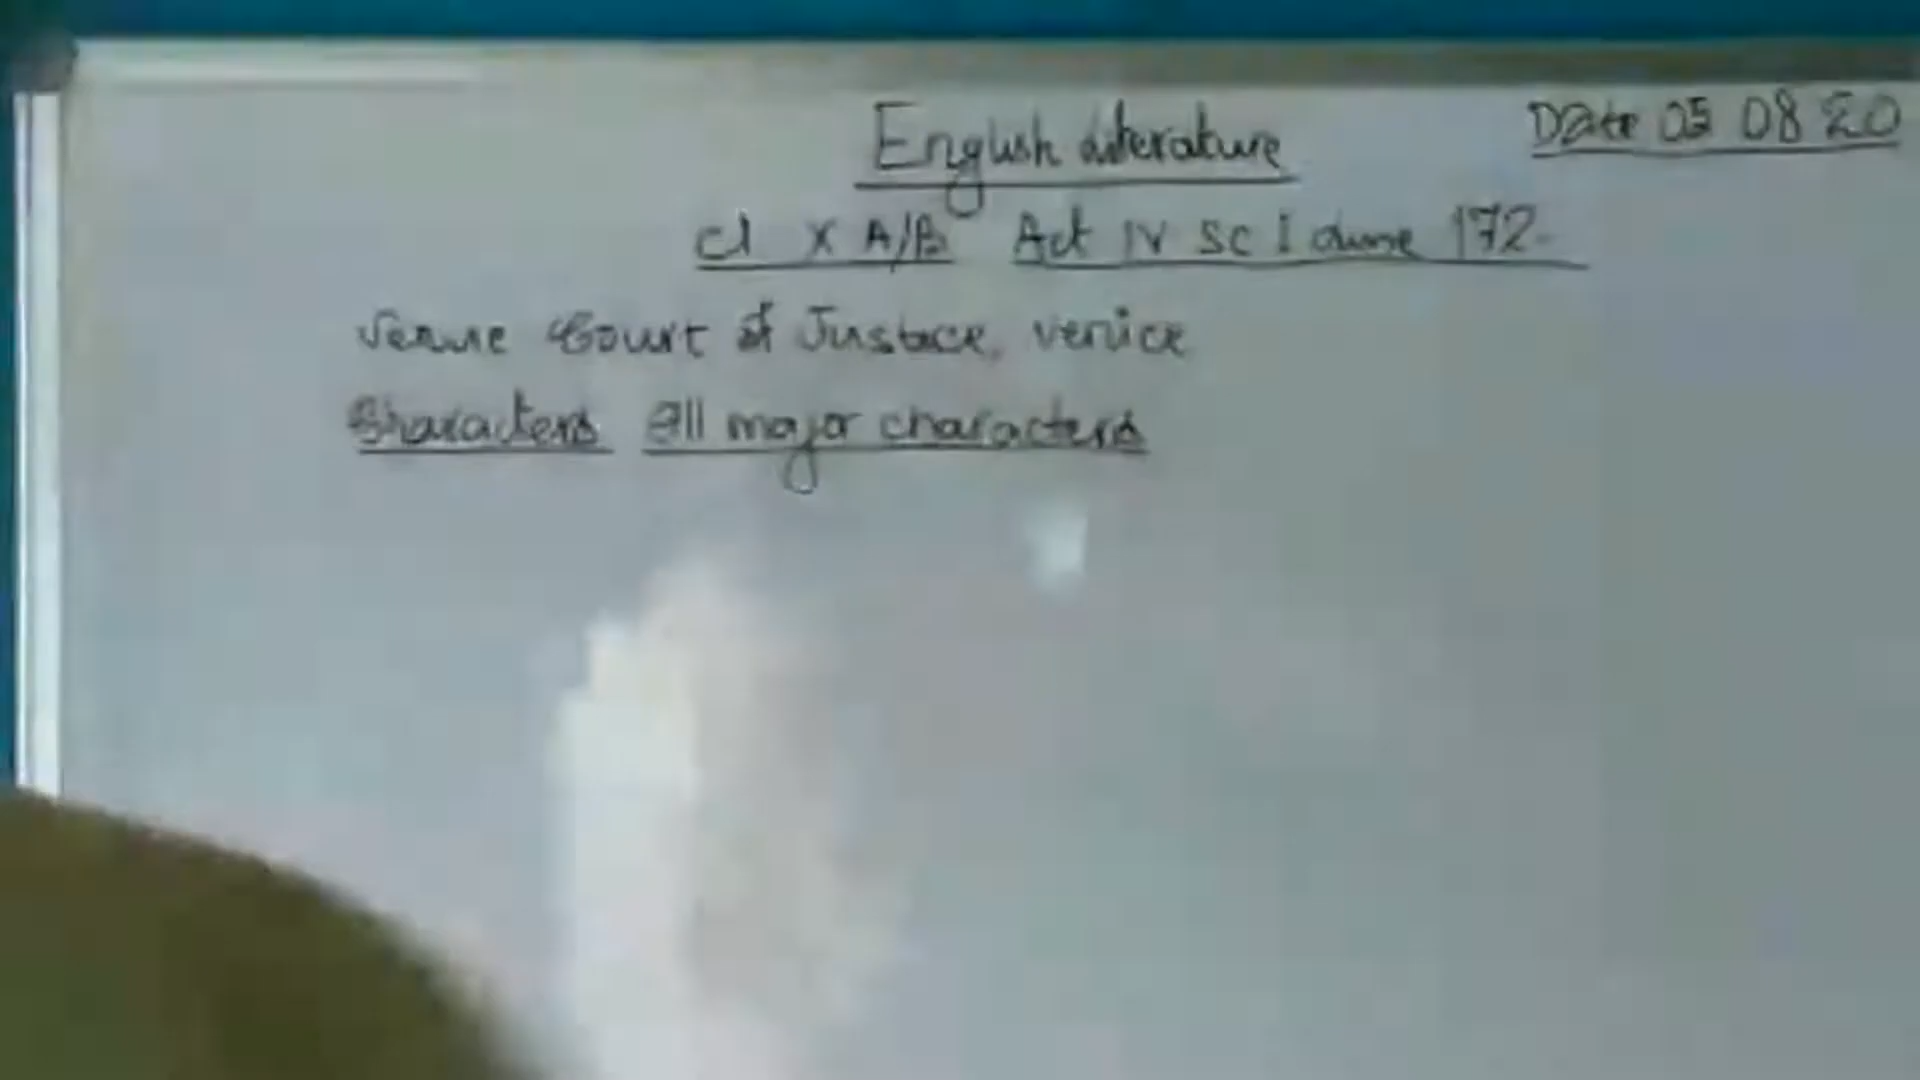 English Literature
Date 05 08 20
Cl X A/B Act IV Sc I Line 172-
Venue Court of Justice, Venice
Characters All major characters